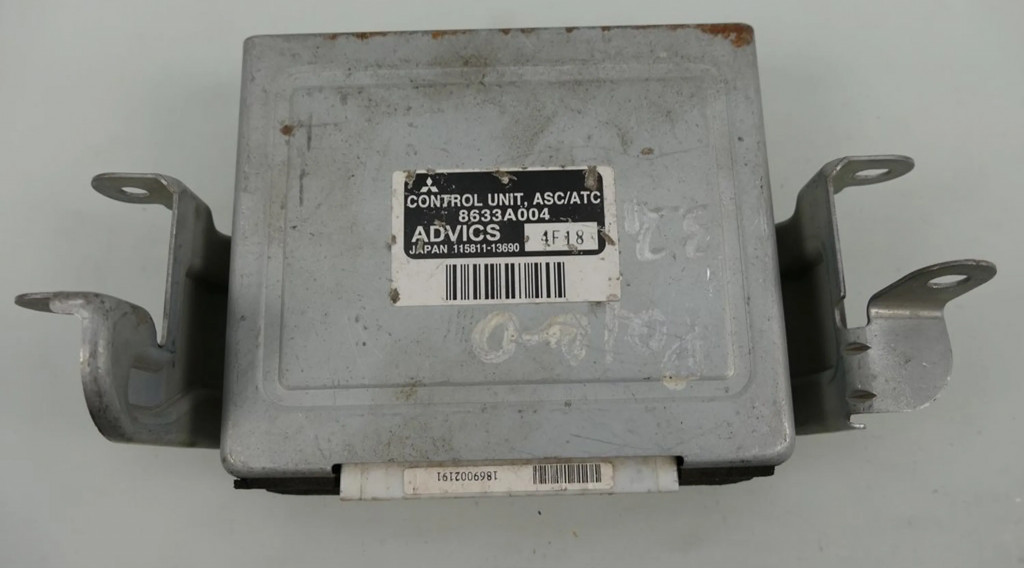 CONTROL UNIT, ASC/ATC
8633A004
ADVICS 4F18
JAPAN 115811-13690
1869002191